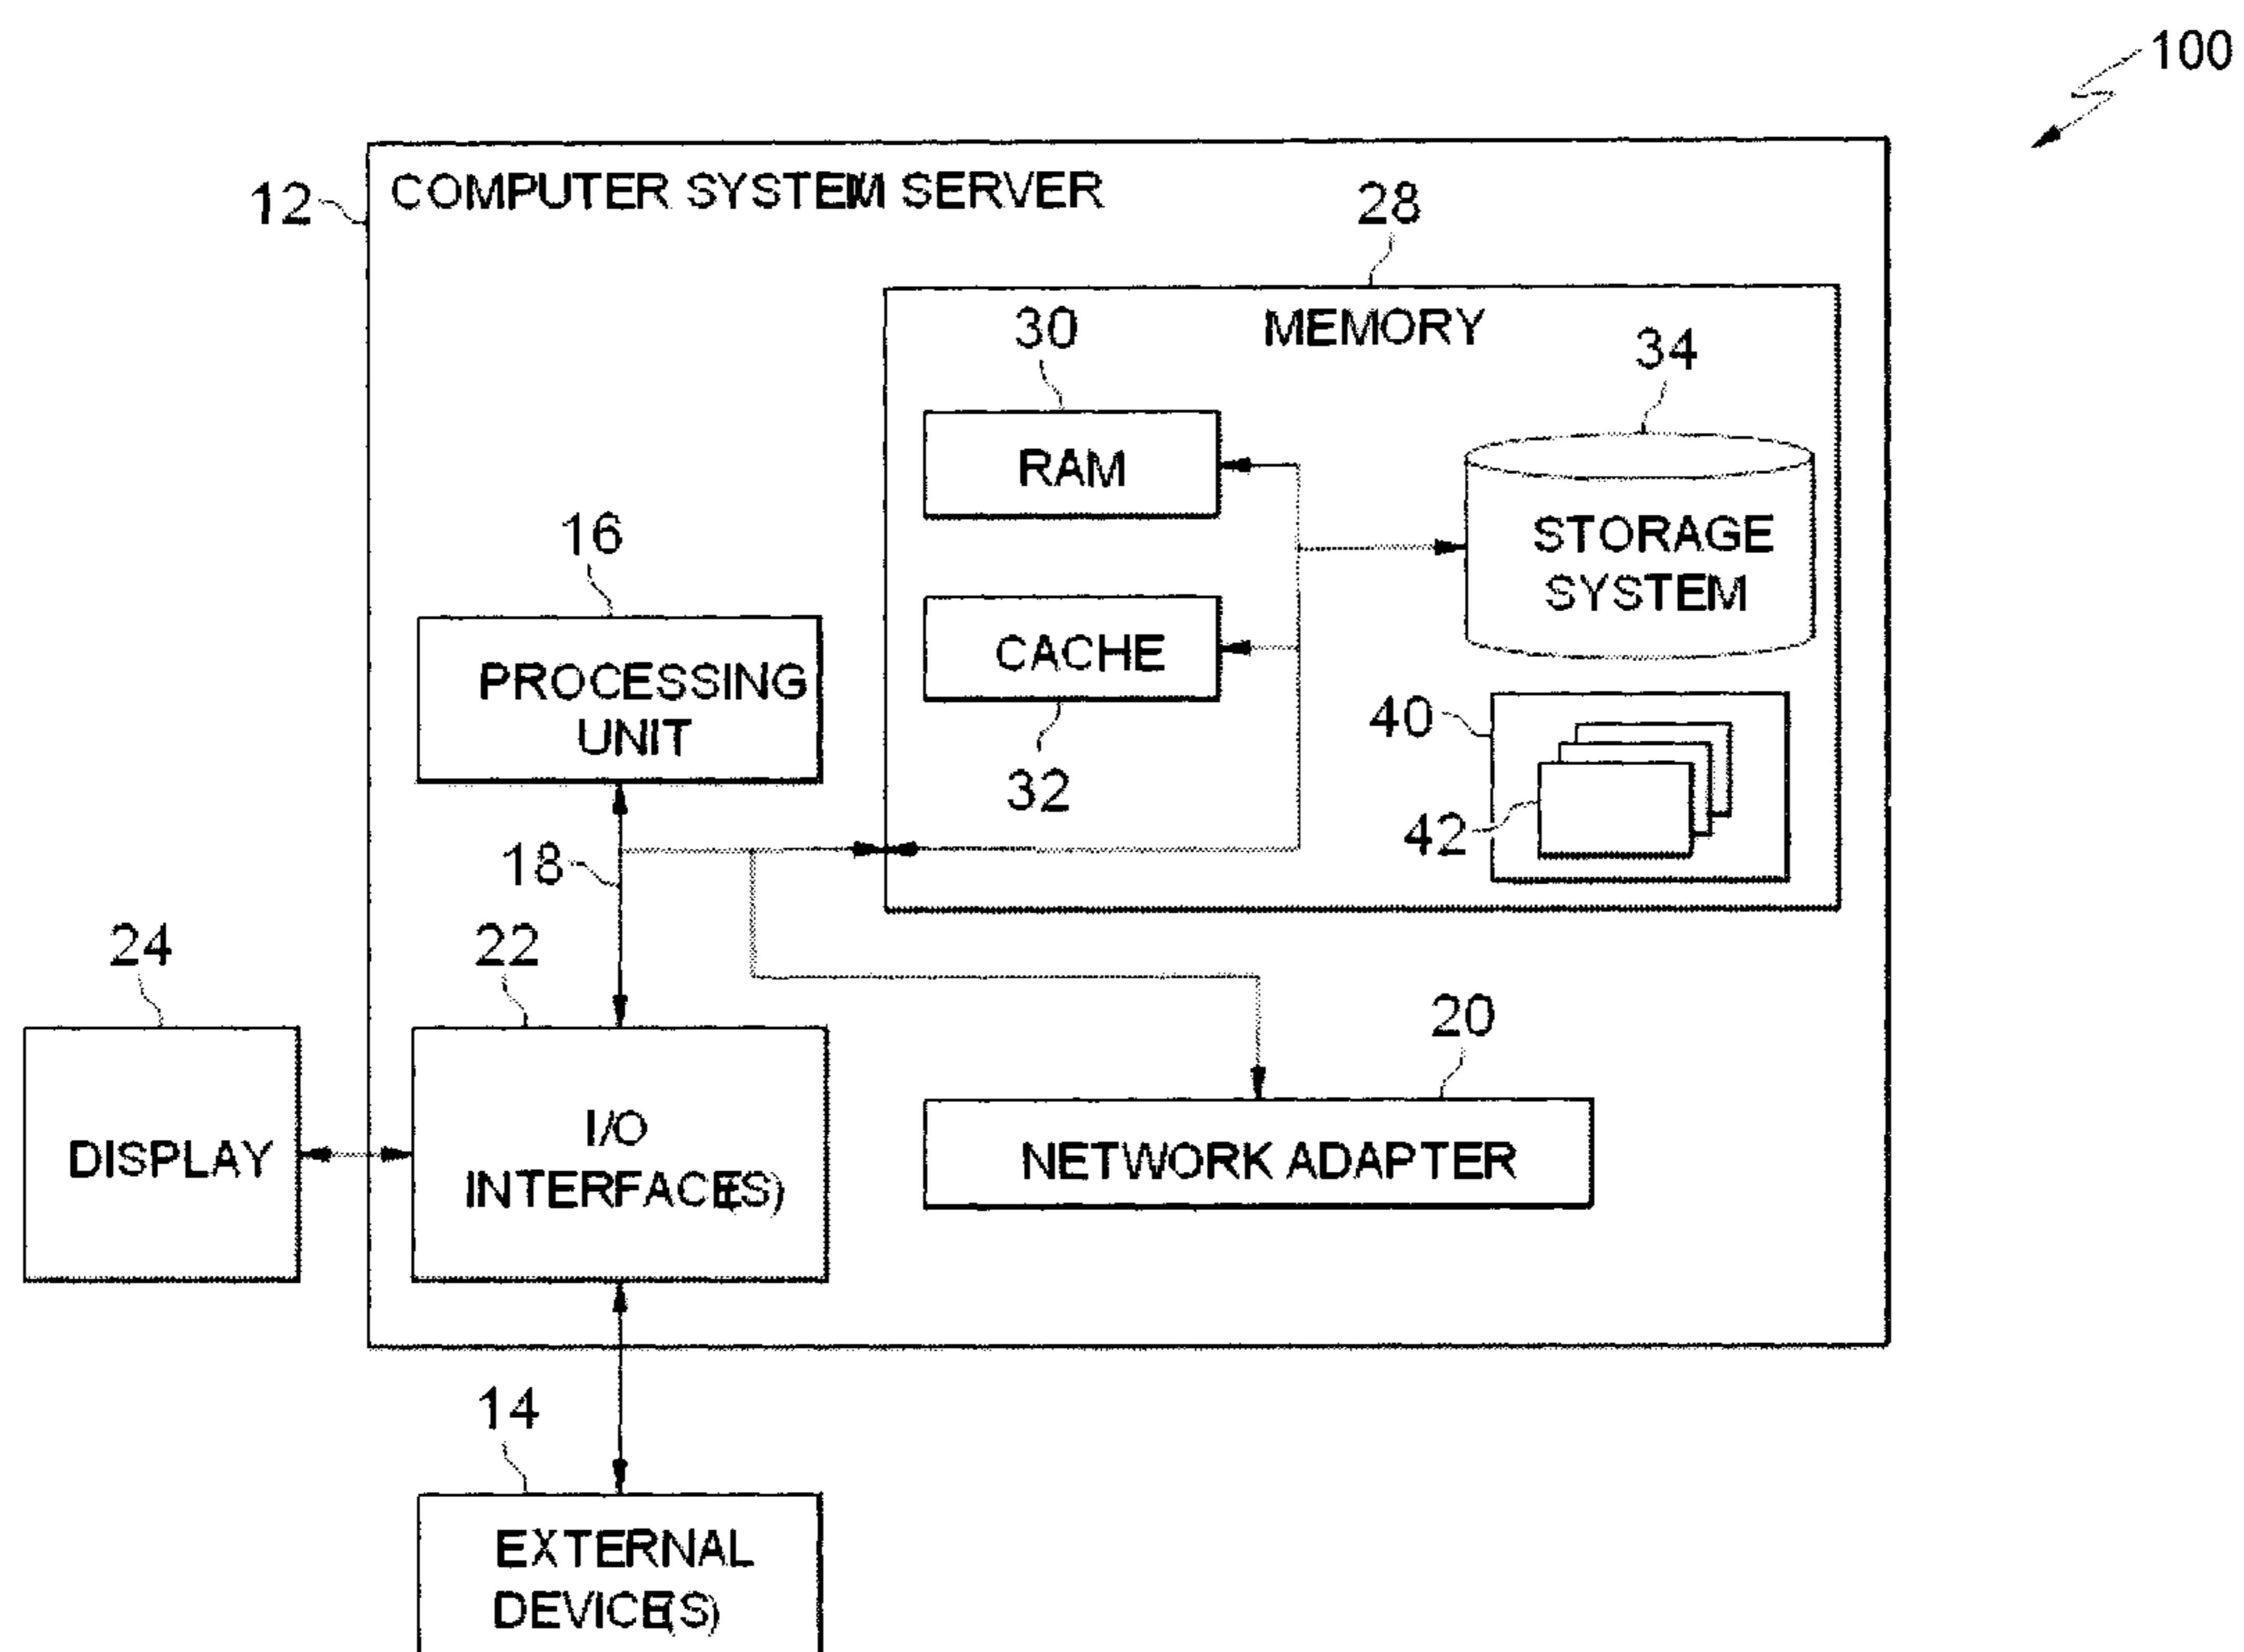 100
12
COMPUTER SYSTEM SERVER
28
MEMORY
30
34
RAM
STORAGE
SYSTEM
16
PROCESSING
UNIT
CACHE
32
40
42
18
24
22
20
DISPLAY
I/O
INTERFACE(S)
NETWORK ADAPTER
14
EXTERNAL
DEVICE(S)